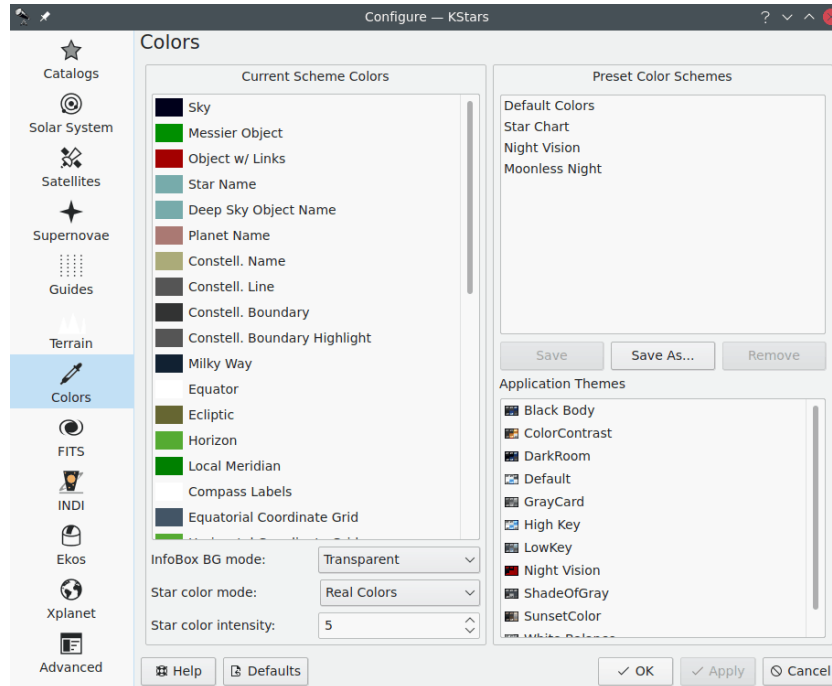 Configure — KStars
Catalogs
Solar System
Satellites
Supernovae
Guides
Terrain
Colors
FITS
INDI
Ekos
Xplanet
Advanced
Colors
Current Scheme Colors
Sky
Messier Object
Object w/ Links
Star Name
Deep Sky Object Name
Planet Name
Constell. Name
Constell. Line
Constell. Boundary
Constell. Boundary Highlight
Milky Way
Equator
Ecliptic
Horizon
Local Meridian
Compass Labels
Equatorial Coordinate Grid
InfoBox BG mode: Transparent
Star color mode: Real Colors
Star color intensity: 5
Preset Color Schemes
Default Colors
Star Chart
Night Vision
Moonless Night
Save Save As... Remove
Application Themes
Black Body
ColorContrast
DarkRoom
Default
GrayCard
High Key
LowKey
Night Vision
ShadeOfGray
SunsetColor
White Balance
Help Defaults OK Apply Cancel